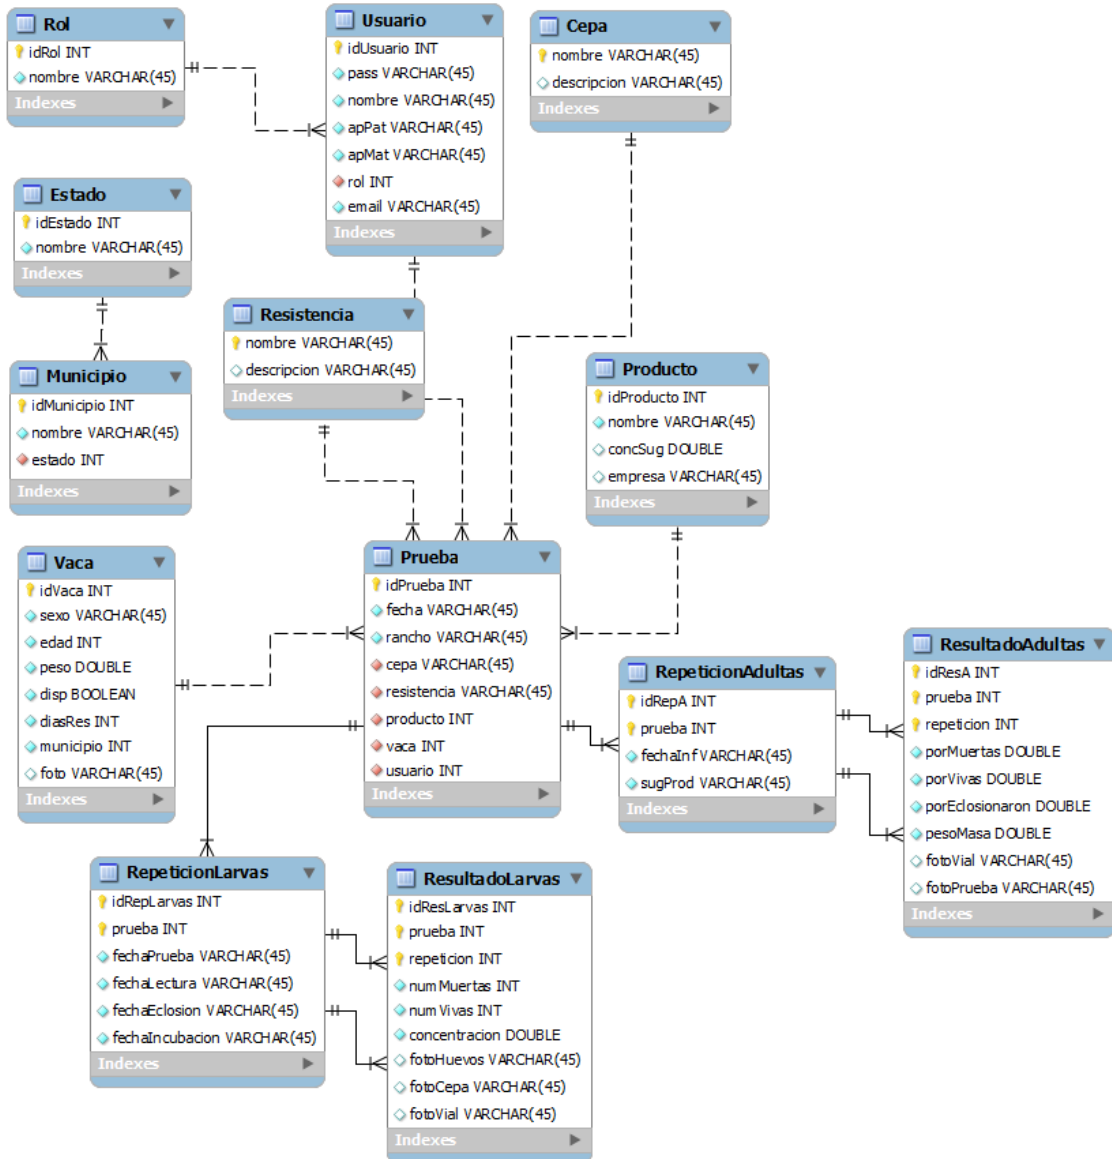 Rol
idRol INT
nombre VARCHAR(45)
Indexes
Usuario
idUsuario INT
pass VARCHAR(45)
nombre VARCHAR(45)
apPat VARCHAR(45)
apMat VARCHAR(45)
rol INT
email VARCHAR(45)
Indexes
Cepa
nombre VARCHAR(45)
descripcion VARCHAR(45)
Indexes
Estado
idEstado INT
nombre VARCHAR(45)
Indexes
Resistencia
nombre VARCHAR(45)
descripcion VARCHAR(45)
Indexes
Municipio
idMunicipio INT
nombre VARCHAR(45)
estado INT
Indexes
Producto
idProducto INT
nombre VARCHAR(45)
concSug DOUBLE
empresa VARCHAR(45)
Indexes
Vaca
idVaca INT
sexo VARCHAR(45)
edad INT
peso DOUBLE
disp BOOLEAN
diasRes INT
municipio INT
foto VARCHAR(45)
Indexes
Prueba
idPrueba INT
fecha VARCHAR(45)
rancho VARCHAR(45)
cepa VARCHAR(45)
resistencia VARCHAR(45)
producto INT
vaca INT
usuario INT
Indexes
RepeticionAdultas
idRepA INT
prueba INT
fechaInf VARCHAR(45)
sugProd VARCHAR(45)
Indexes
ResultadoAdultas
idResA INT
prueba INT
repeticion INT
porMuertas DOUBLE
porVivas DOUBLE
porEclosionaron DOUBLE
pesoMasa DOUBLE
fotoVial VARCHAR(45)
fotoPrueba VARCHAR(45)
Indexes
RepeticionLarvas
idRepLarvas INT
prueba INT
fechaPrueba VARCHAR(45)
fechaLectura VARCHAR(45)
fechaEclosion VARCHAR(45)
fechaIncubacion VARCHAR(45)
Indexes
ResultadoLarvas
idResLarvas INT
prueba INT
repeticion INT
numMuertas INT
numVivas INT
concentracion DOUBLE
fotoHuevos VARCHAR(45)
fotoCepa VARCHAR(45)
fotoVial VARCHAR(45)
Indexes